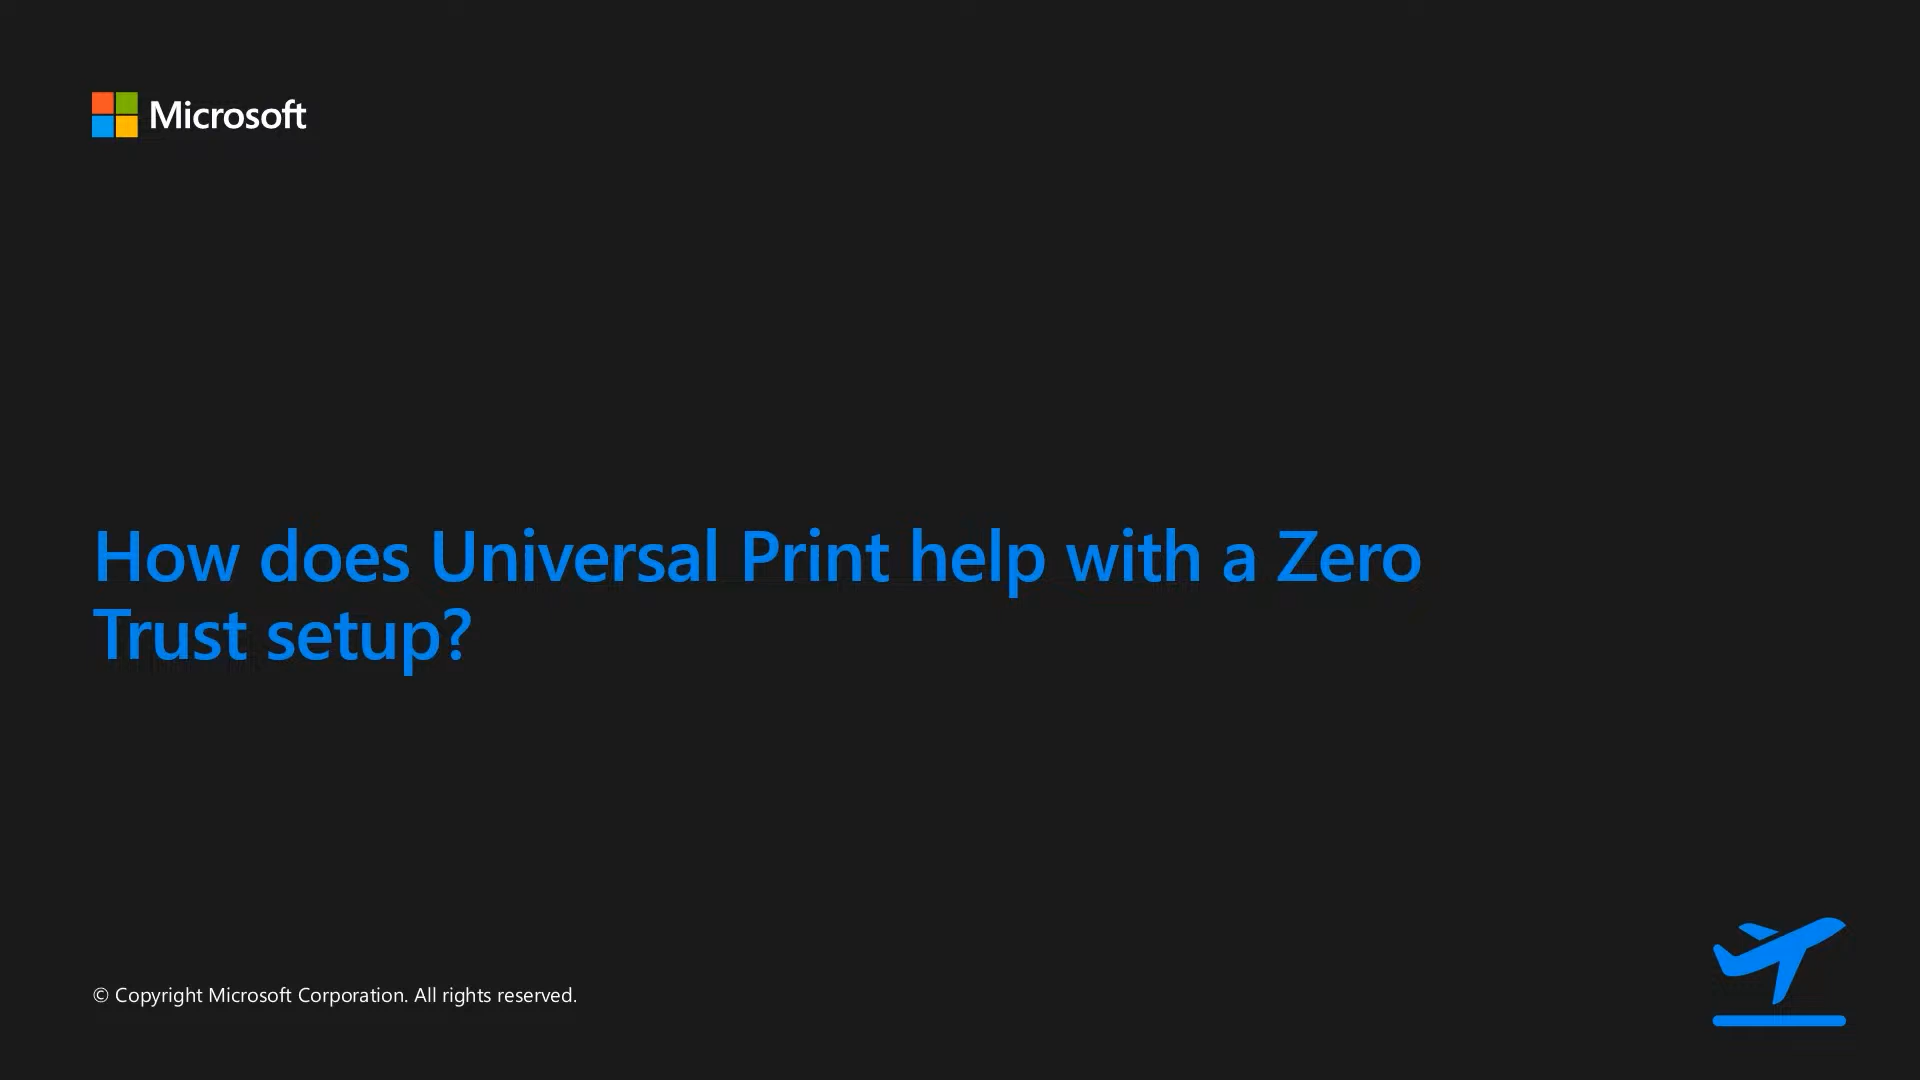 Microsoft
How does Universal Print help with a Zero
Trust setup?
© Copyright Microsoft Corporation. All rights reserved.